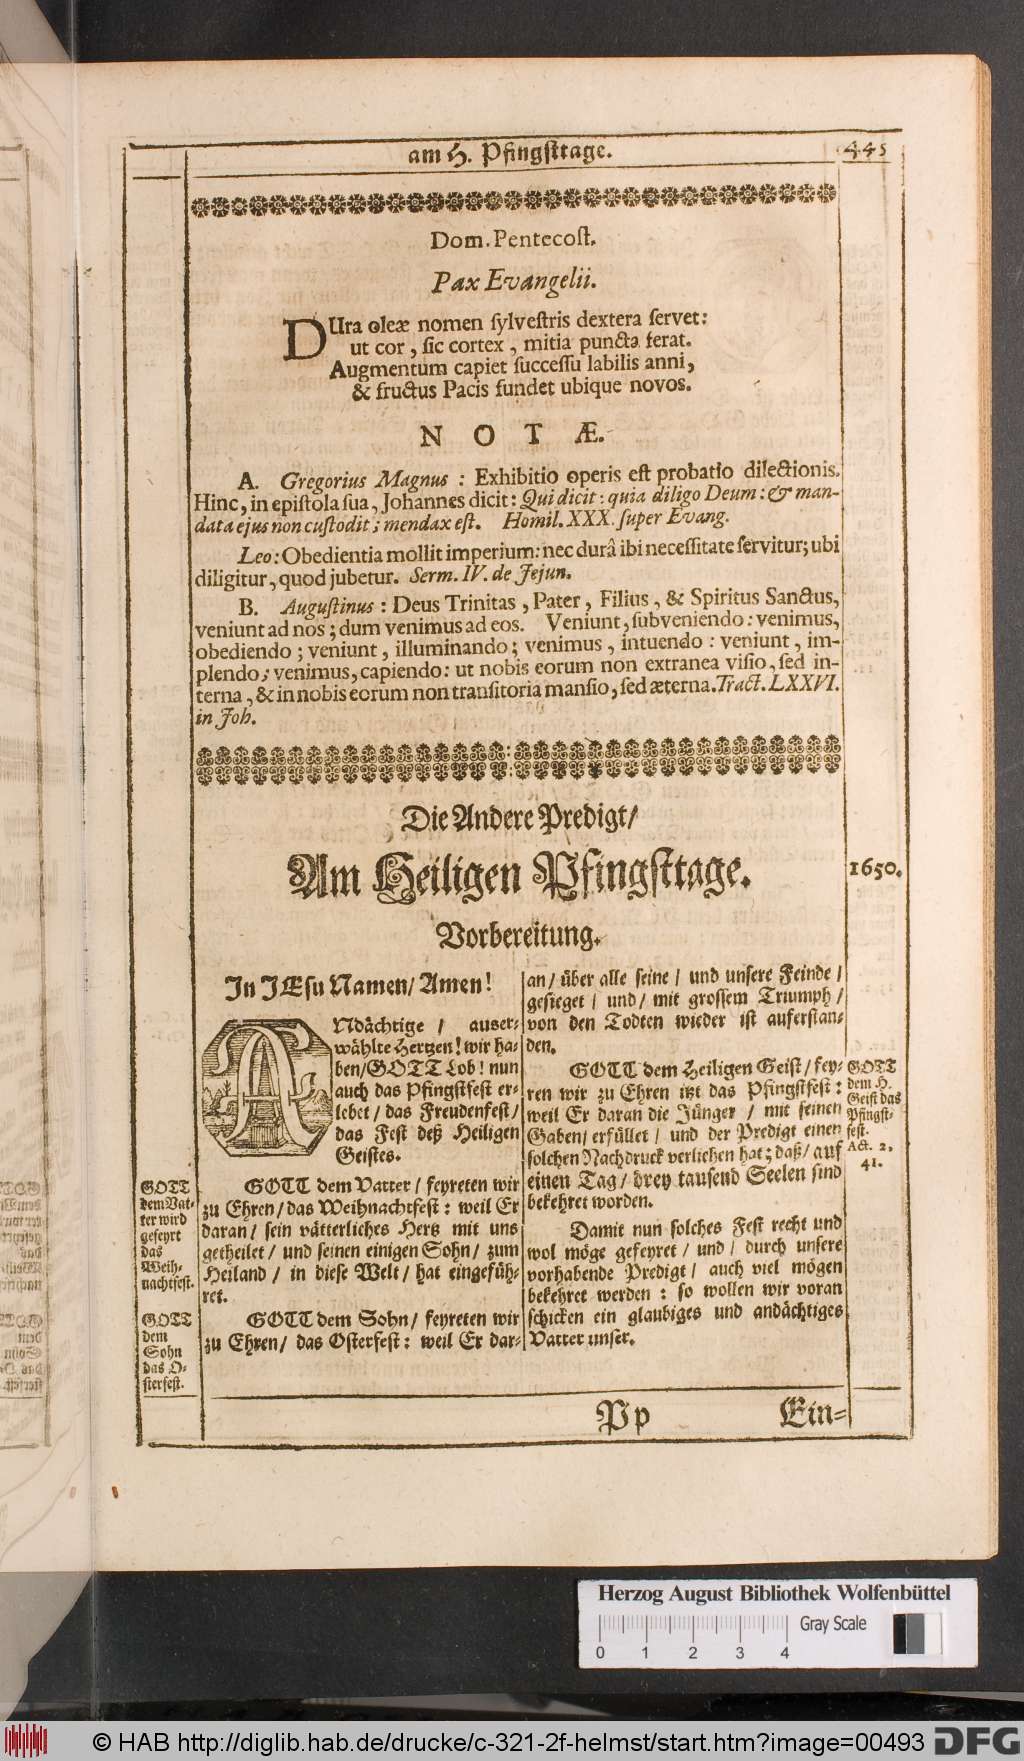 am H. Pfingsttage.
445
Dom. Pentecost.
Pax Evangelii.
DUra oleæ nomen sylvestris dextera servet:
ut cor, sic cortex, mitia puncta ferat.
Augmentum capiet successu labilis anni,
& fructus Pacis fundet ubique novos.
N O T Æ.
A. Gregorius Magnus : Exhibitio operis est probatio dilectionis.
Hinc, in epistola sua, Johannes dicit: Qui dicit: quia diligo Deum: & man-
data ejus non custodit; mendax est. Homil. XXX. super Evang.
Leo: Obedientia mollit imperium: nec durâ ibi necessitate servitur; ubi
diligitur, quod jubetur. Serm. IV. de Jejun.
B. Augustinus : Deus Trinitas, Pater, Filius, & Spiritus Sanctus,
veniunt ad nos; dum venimus ad eos. Veniunt, subveniendo: venimus,
obediendo; veniunt, illuminando; venimus, intuendo: veniunt, im-
plendo; venimus, capiendo: ut nobis eorum non extranea visio, sed in-
terna, & in nobis eorum non transitoria mansio, sed æterna. Tract. LXXVI.
in Joh.
Die Andere Predigt/
Am Heiligen Pfingsttage.
1650.
Vorbereitung.
In JEsu Namen/ Amen!
ANdächtige / auser-
wählte Hertzen! wir ha-
ben/ GOTT Lob! nun
auch das Pfingstfest er-
lebet / das Freudenfest/
das Fest deß Heiligen
Geistes.
GOTT dem Vatter / feyreten wir
zu Ehren/ das Weihnachtfest: weil Er
daran / sein vätterliches Hertz mit uns
getheilet / und seinen einigen Sohn / zum
Heiland / in diese Welt / hat eingefüh-
ret.
GOTT dem Sohn / feyreten wir
zu Ehren/ das Osterfest: weil Er dar-
GOTT
dem Vat-
ter wird
gefeyrt
das
Weih-
nachtfest.
GOTT
dem
Sohn
das O-
sterfest.
an/ über alle seine / und unsere Feinde /
gesieget / und / mit grossem Triumph /
von den Todten wieder ist auferstan-
den.
GOTT dem Heiligen Geist / fey-
ren wir zu Ehren itzt das Pfingstfest:
weil Er daran die Jünger / mit seinen
Gaben/ erfüllet / und der Predigt einen
solchen Nachdruck verliehen hat; daß/ auf
einen Tag / drey tausend Seelen sind
bekehret worden.
Damit nun solches Fest recht und
wol möge gefeyret / und / durch unsere
vorhabende Predigt / auch viel mögen
bekehret werden : so wollen wir voran
schicken ein glaubiges und andächtiges
Vatter unser.
GOTT
dem H.
Geist das
Pfingst-
fest.
Act. 2.
41.
Pp
Ein-
Herzog August Bibliothek Wolfenbüttel
Gray Scale
0 1 2 3 4
© HAB http://diglib.hab.de/drucke/c-321-2f-helmst/start.htm?image=00493
DFG